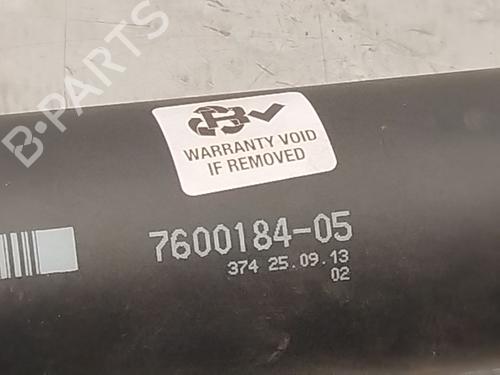 B-PARTS
WARRANTY VOID
IF REMOVED
7600184-05
374 25.09.13
02